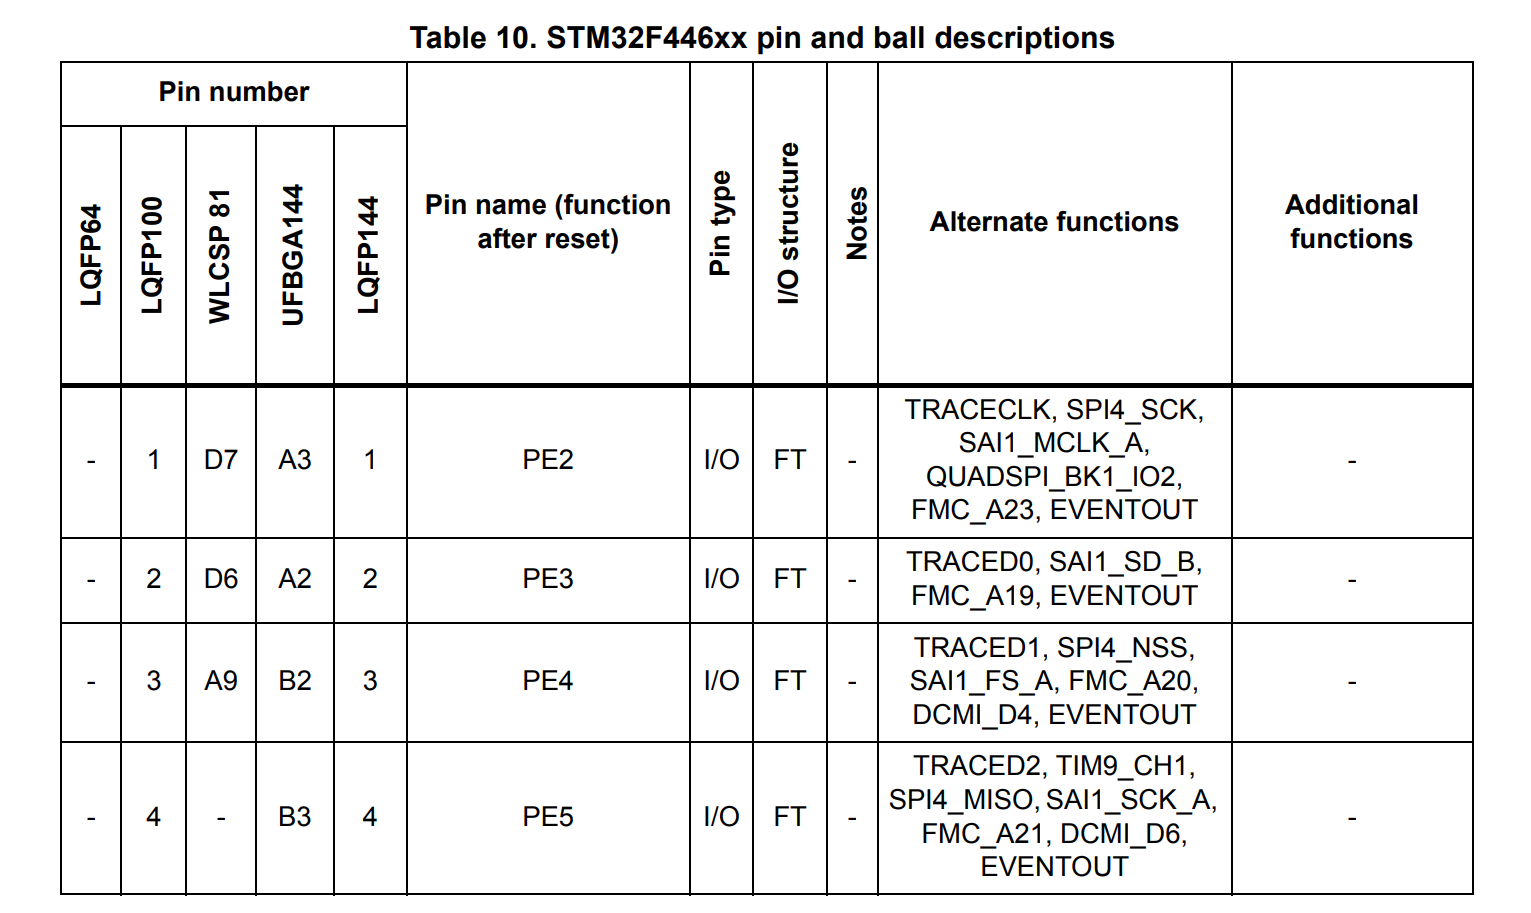 Table 10. STM32F446xx pin and ball descriptions
Pin number
LQFP64
LQFP100
WLCSP 81
UFBGA144
LQFP144
Pin name (function
after reset)
Pin type
I/O structure
Notes
Alternate functions
Additional
functions
- 1 D7 A3 1 PE2 I/O FT -
TRACECLK, SPI4_SCK,
SAI1_MCLK_A,
QUADSPI_BK1_IO2,
FMC_A23, EVENTOUT
-
- 2 D6 A2 2 PE3 I/O FT -
TRACED0, SAI1_SD_B,
FMC_A19, EVENTOUT
-
- 3 A9 B2 3 PE4 I/O FT -
TRACED1, SPI4_NSS,
SAI1_FS_A, FMC_A20,
DCMI_D4, EVENTOUT
-
- 4 - B3 4 PE5 I/O FT -
TRACED2, TIM9_CH1,
SPI4_MISO, SAI1_SCK_A,
FMC_A21, DCMI_D6,
EVENTOUT
-